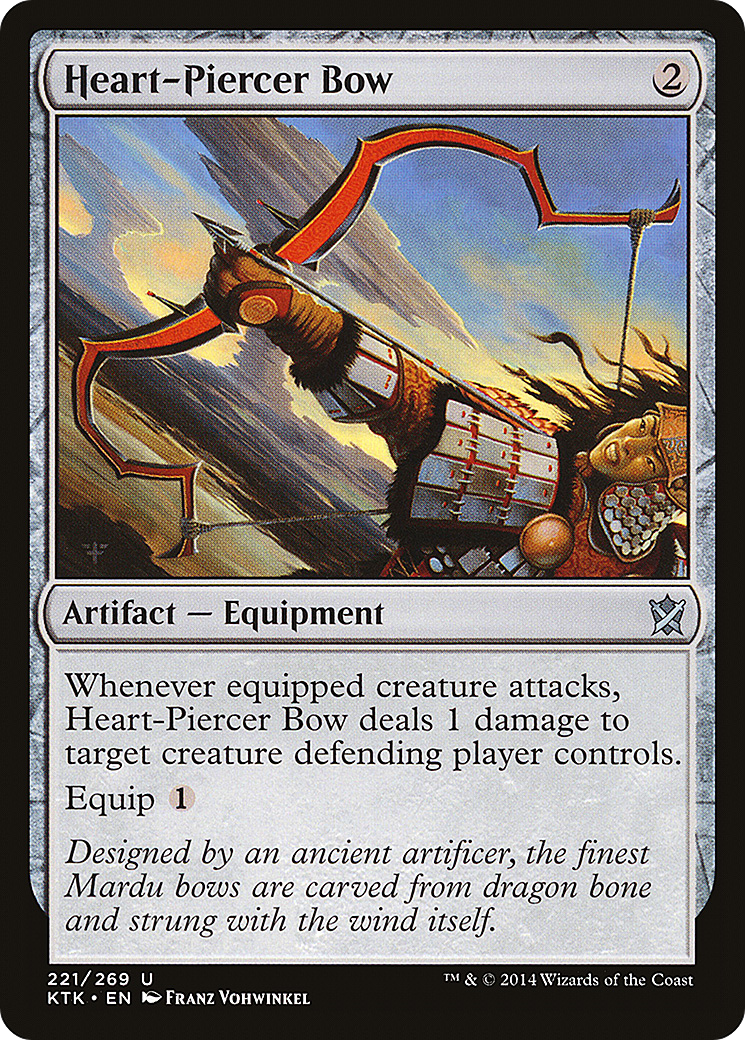 Heart-Piercer Bow 2
Artifact — Equipment
Whenever equipped creature attacks,
Heart-Piercer Bow deals 1 damage to
target creature defending player controls.
Equip 1
Designed by an ancient artificer, the finest
Mardu bows are carved from dragon bone
and strung with the wind itself.
221/269 U
KTK • EN Franz Vohwinkel
™ & © 2014 Wizards of the Coast